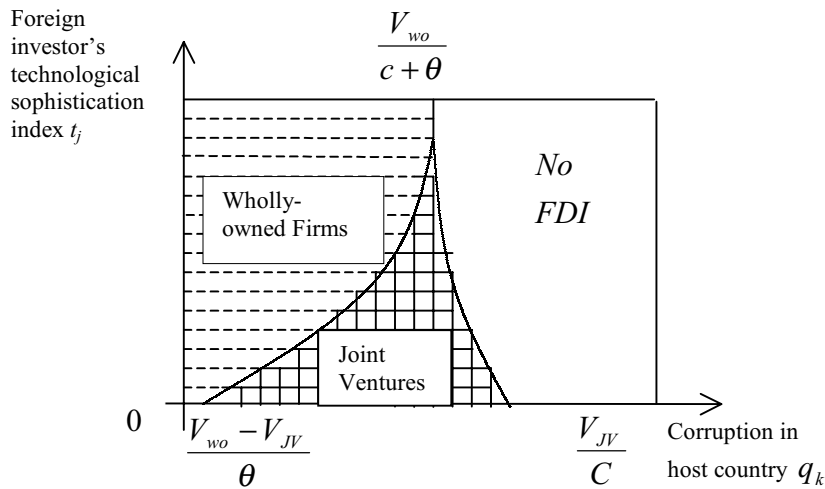 Foreign
investor’s
technological
sophistication
index t_j
V_wo
c + θ
No
FDI
Wholly-
owned Firms
Joint
Ventures
0
V_wo − V_JV
θ
V_JV
C
Corruption in
host country q_k